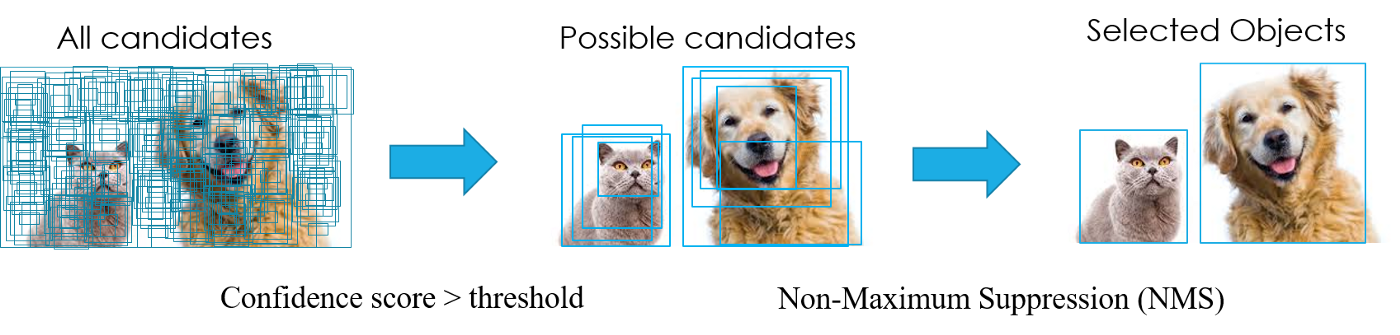 All candidates
Possible candidates
Selected Objects
Confidence score > threshold
Non-Maximum Suppression (NMS)